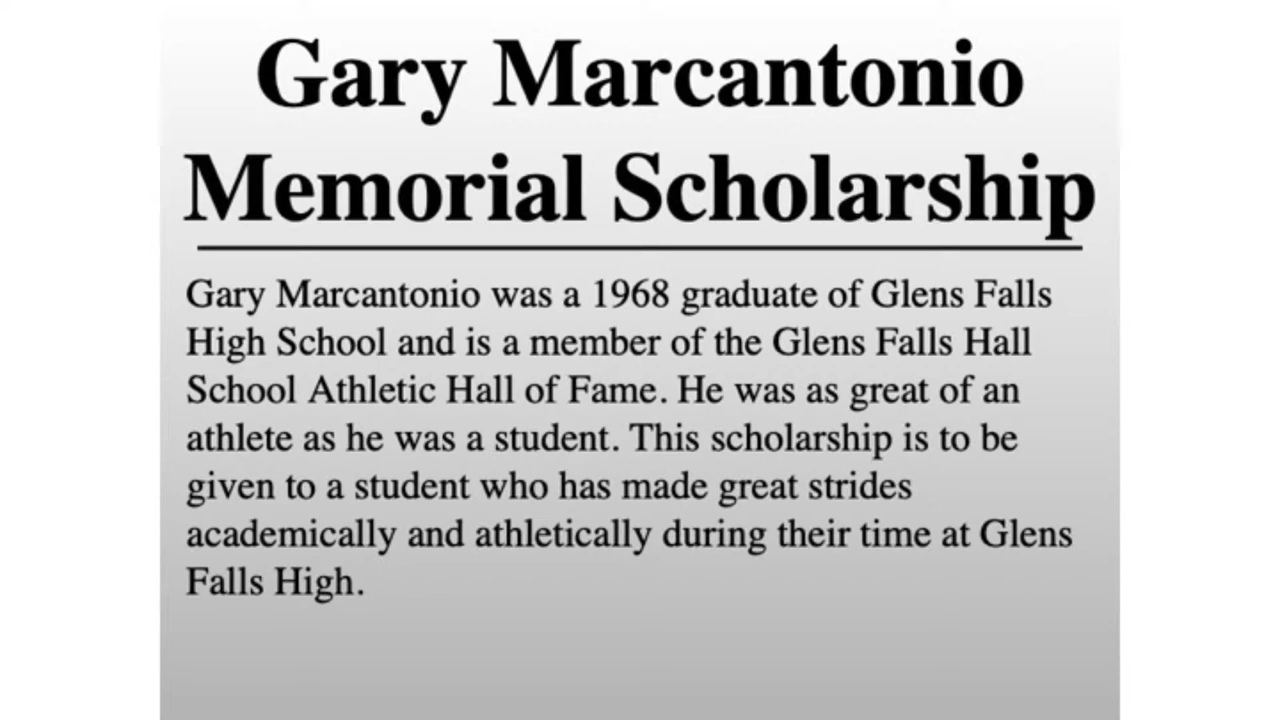 Gary Marcantonio
Memorial Scholarship
Gary Marcantonio was a 1968 graduate of Glens Falls
High School and is a member of the Glens Falls Hall
School Athletic Hall of Fame. He was as great of an
athlete as he was a student. This scholarship is to be
given to a student who has made great strides
academically and athletically during their time at Glens
Falls High.